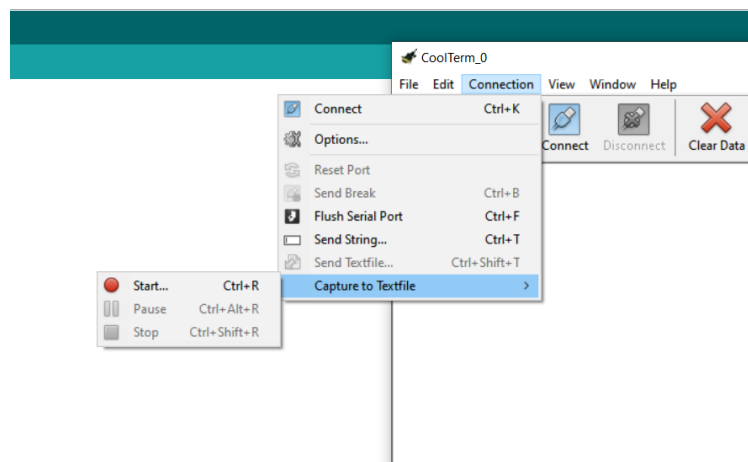 CoolTerm_0
File Edit Connection View Window Help
Connect Ctrl+K
Options...
Reset Port
Send Break Ctrl+B
Flush Serial Port Ctrl+F
Send String... Ctrl+T
Send Textfile... Ctrl+Shift+T
Capture to Textfile >
Connect Disconnect Clear Data
Start... Ctrl+R
Pause Ctrl+Alt+R
Stop Ctrl+Shift+R